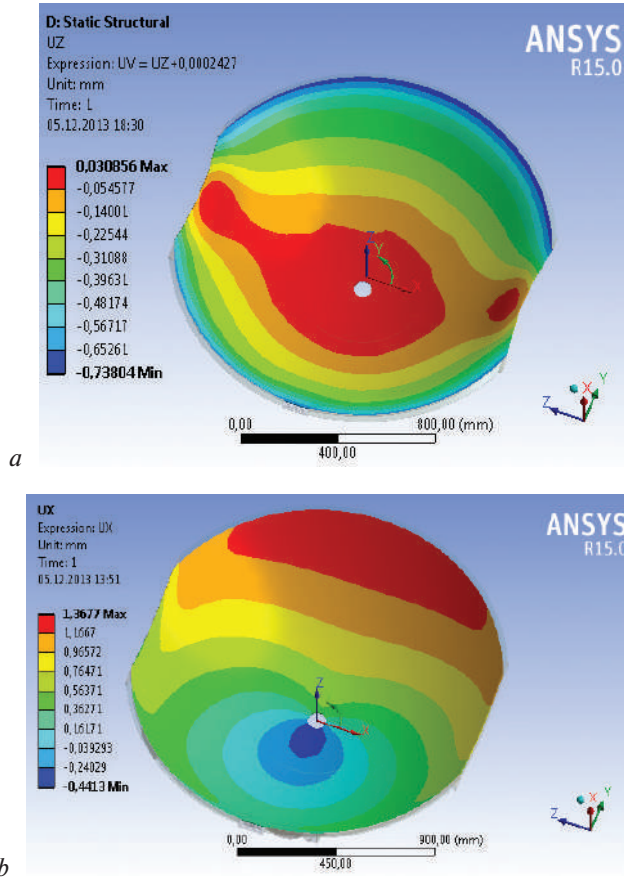 D: Static Structural
UZ
Expression: UV = UZ+0,0002427
Unit: mm
Time: 1
05.12.2013 18:30
ANSYS
R15.0
0,030856 Max
-0,054577
-0,14001
-0,22544
-0,31088
-0,39631
-0,48174
-0,56717
-0,65261
-0,73804 Min
Z
Y
X
0,00
800,00 (mm)
400,00
Z
X
Y
a
UX
Expression: UX
Unit: mm
Time: 1
05.12.2013 13:51
ANSYS
R15.0
1,3677 Max
1,1667
0,96572
0,76471
0,56371
0,36271
0,16171
-0,039293
-0,24029
-0,4413 Min
Z
X
0,00
900,00 (mm)
450,00
Z
X
Y
b